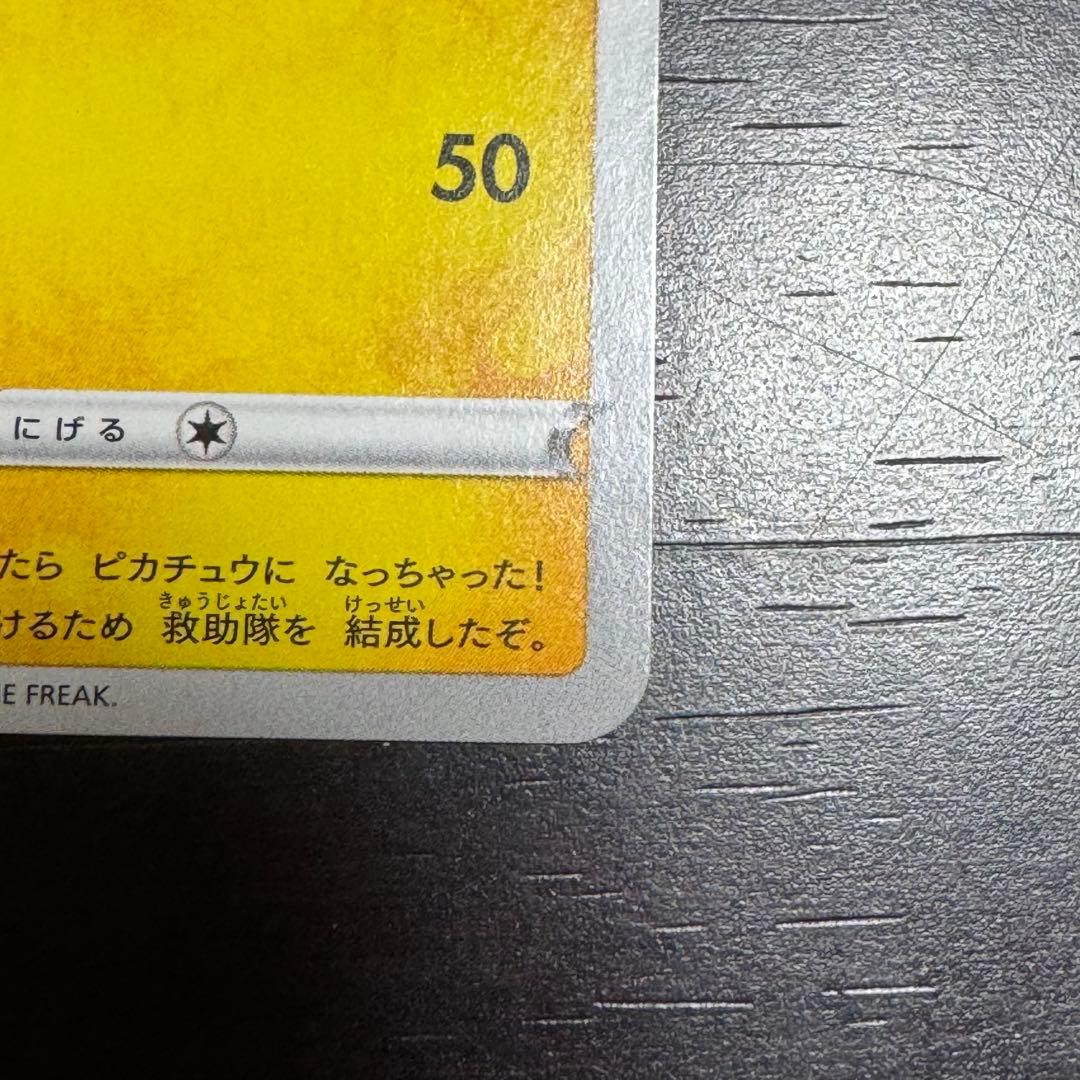 50
にげる
たら ピカチュウに なっちゃった!
きゅうじょたい けっせい
けるため 救助隊を 結成したぞ。
E FREAK.